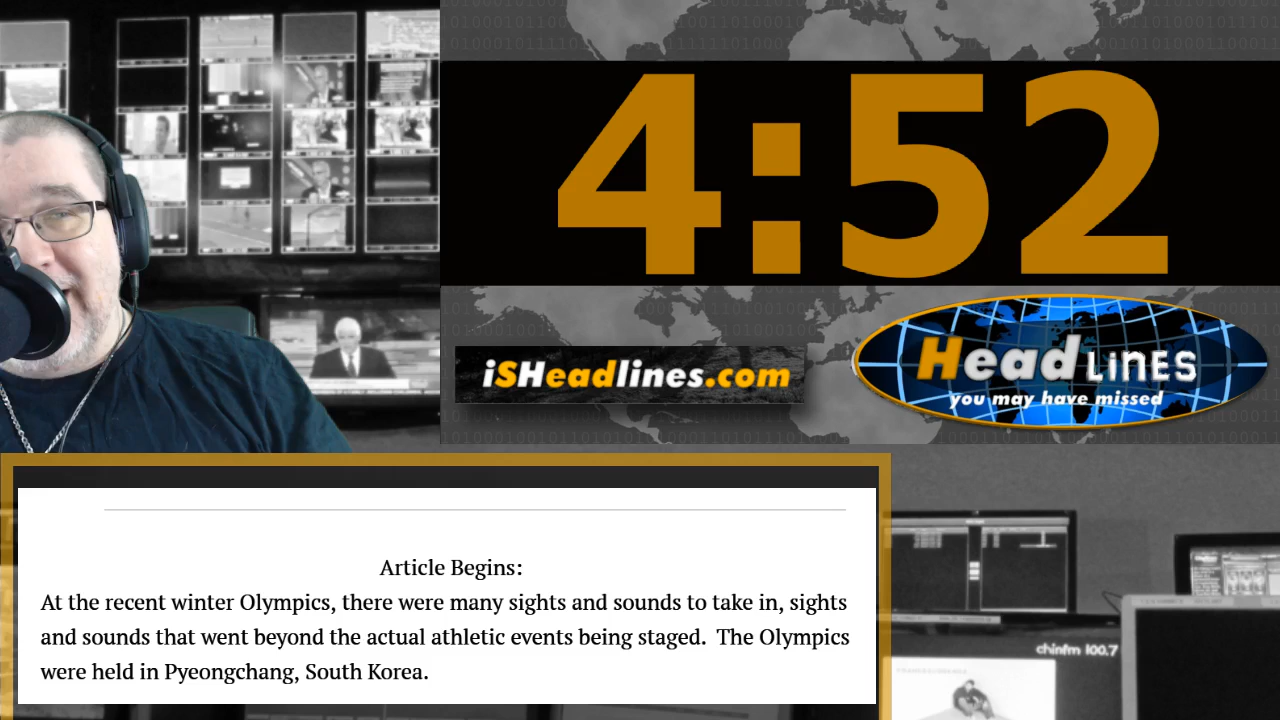 4:52
iSHeadlines.com
HeadLINES
you may have missed
Article Begins:
At the recent winter Olympics, there were many sights and sounds to take in, sights
and sounds that went beyond the actual athletic events being staged.  The Olympics
were held in Pyeongchang, South Korea.
chinfm 100.7